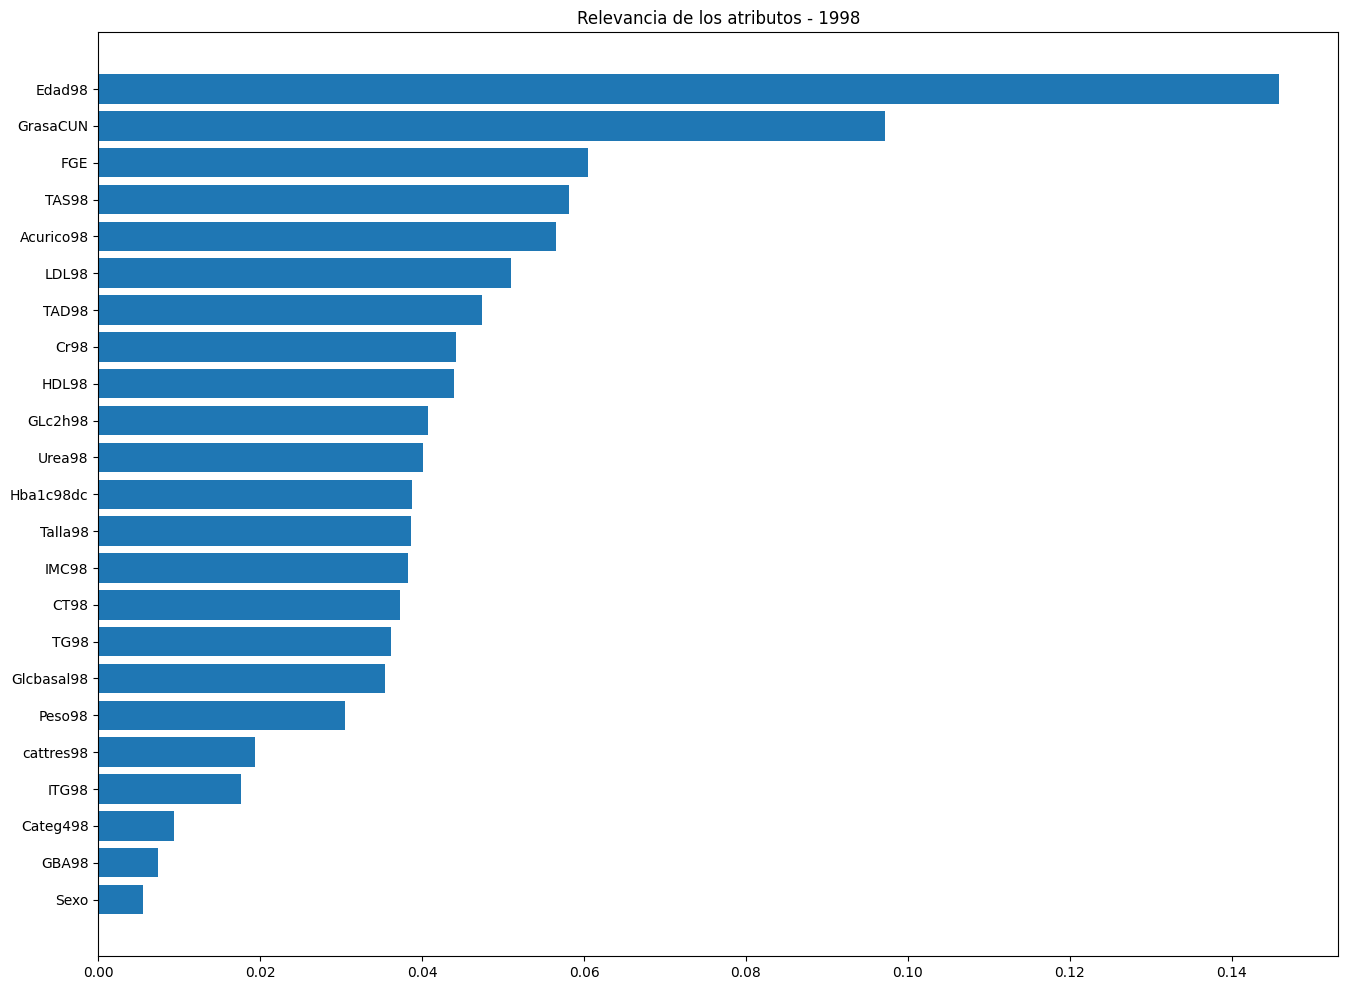 Relevancia de los atributos - 1998
Edad98
GrasaCUN
FGE
TAS98
Acurico98
LDL98
TAD98
Cr98
HDL98
GLc2h98
Urea98
Hba1c98dc
Talla98
IMC98
CT98
TG98
Glcbasal98
Peso98
cattres98
ITG98
Categ498
GBA98
Sexo
0.00 0.02 0.04 0.06 0.08 0.10 0.12 0.14